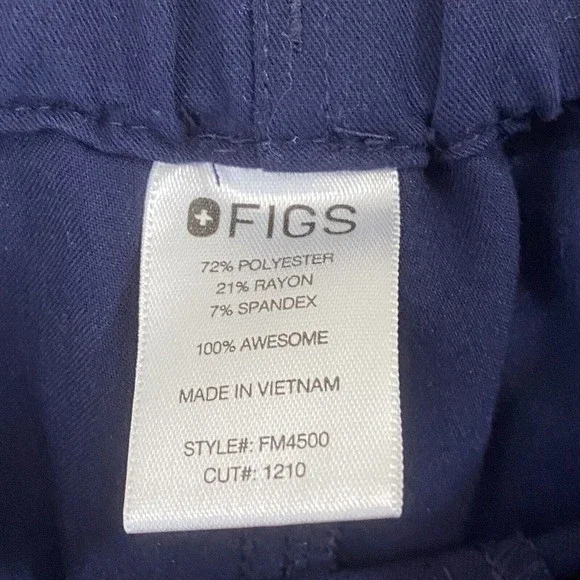 FIGS
72% POLYESTER
21% RAYON
7% SPANDEX
100% AWESOME
MADE IN VIETNAM
STYLE#: FM4500
CUT#: 1210